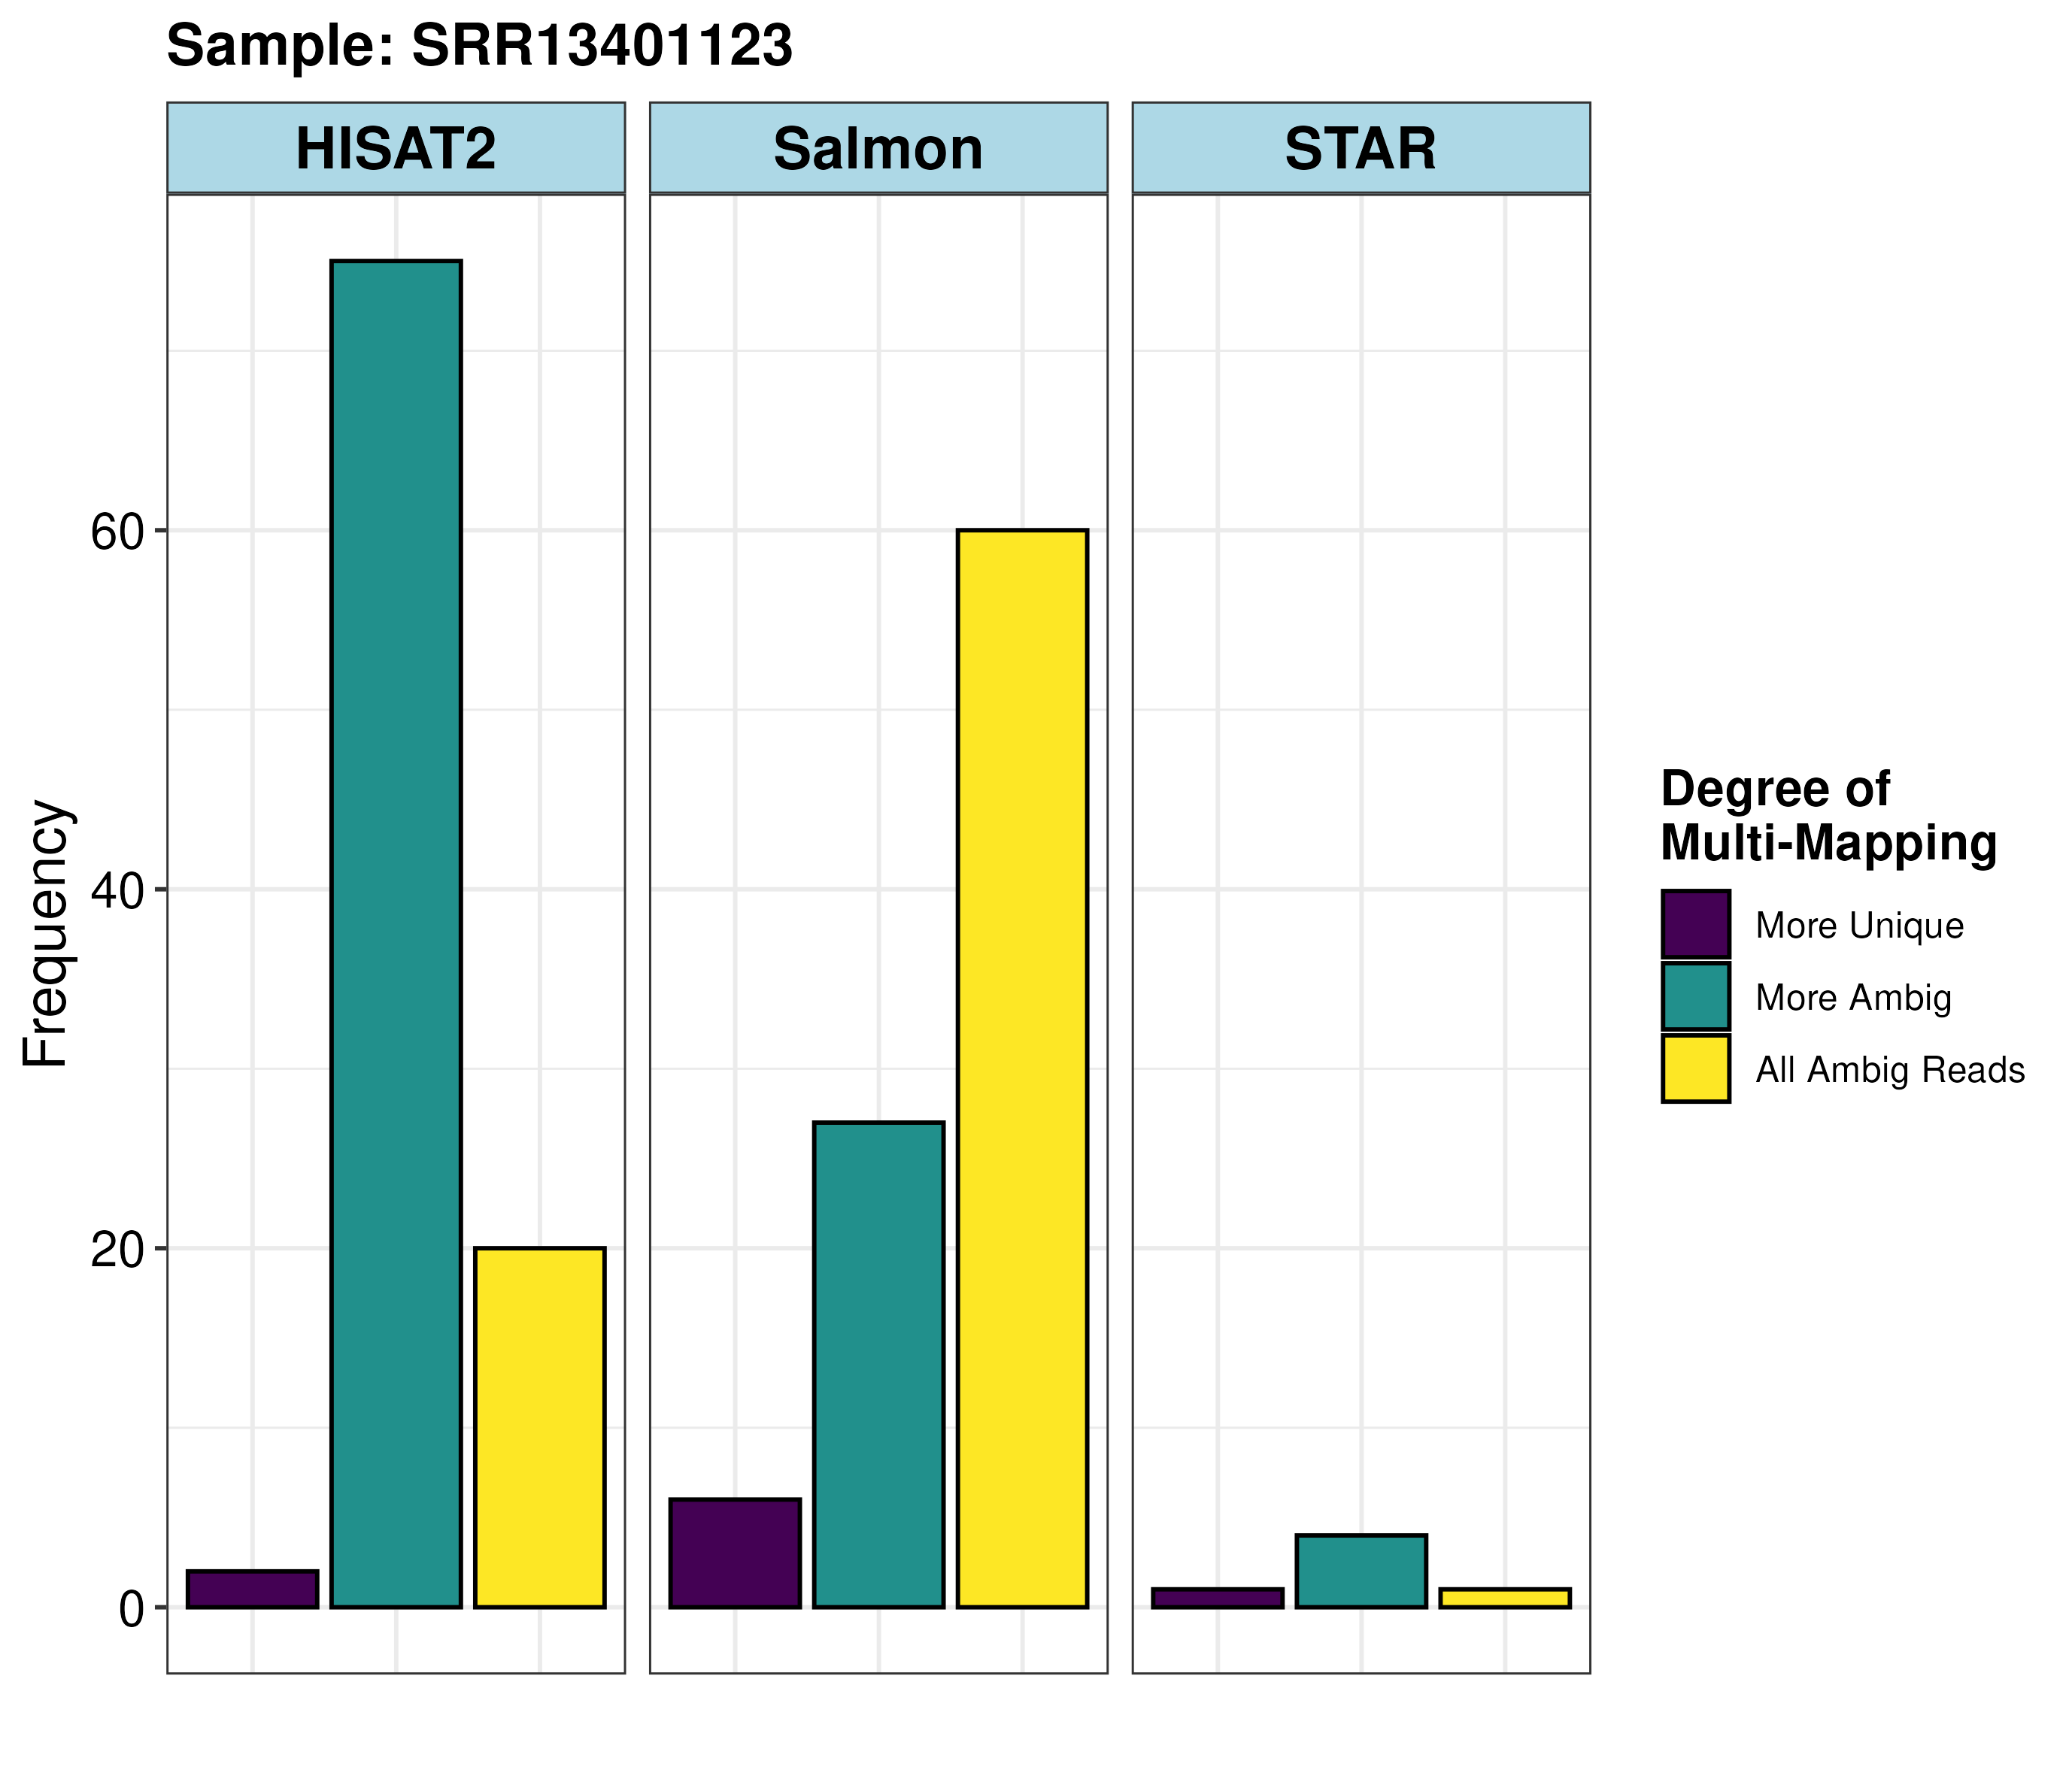 Sample: SRR13401123
HISAT2
Salmon
STAR
Frequency
60
40
20
0
Degree of
Multi-Mapping
More Unique
More Ambig
All Ambig Reads